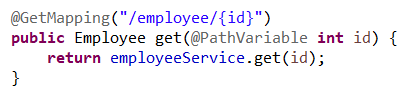 @GetMapping("/employee/{id}")
public Employee get(@PathVariable int id) {
    return employeeService.get(id);
}